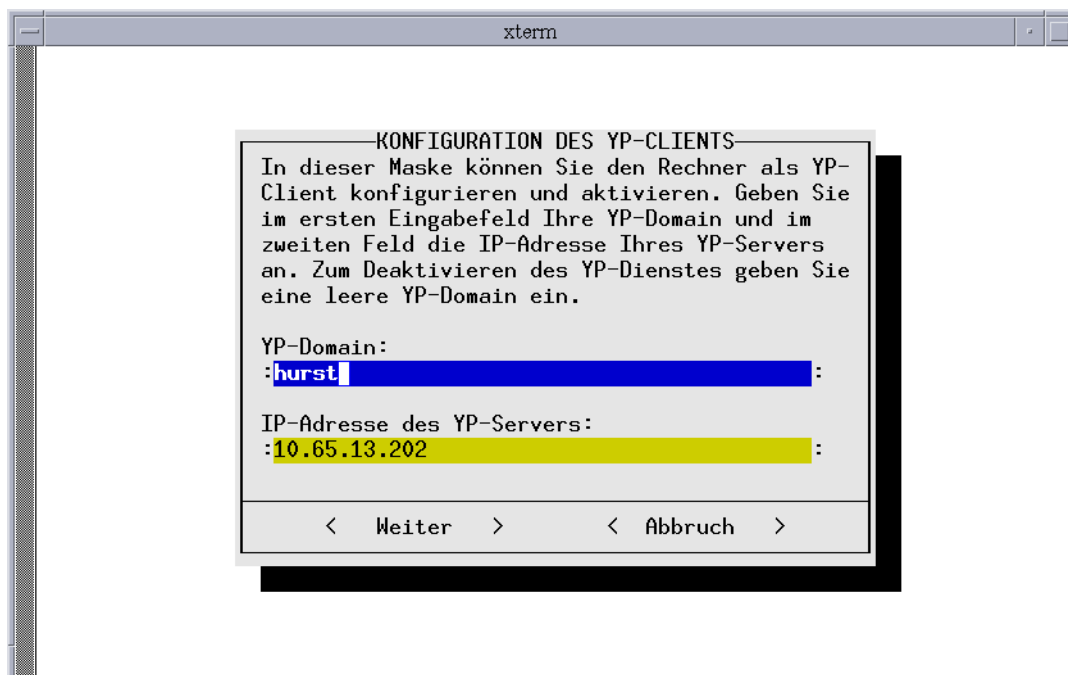 xterm
KONFIGURATION DES YP-CLIENTS
In dieser Maske können Sie den Rechner als YP-
Client konfigurieren und aktivieren. Geben Sie
im ersten Eingabefeld Ihre YP-Domain und im
zweiten Feld die IP-Adresse Ihres YP-Servers
an. Zum Deaktivieren des YP-Dienstes geben Sie
eine leere YP-Domain ein.
YP-Domain:
:hurst :
IP-Adresse des YP-Servers:
:10.65.13.202 :
< Weiter > < Abbruch >